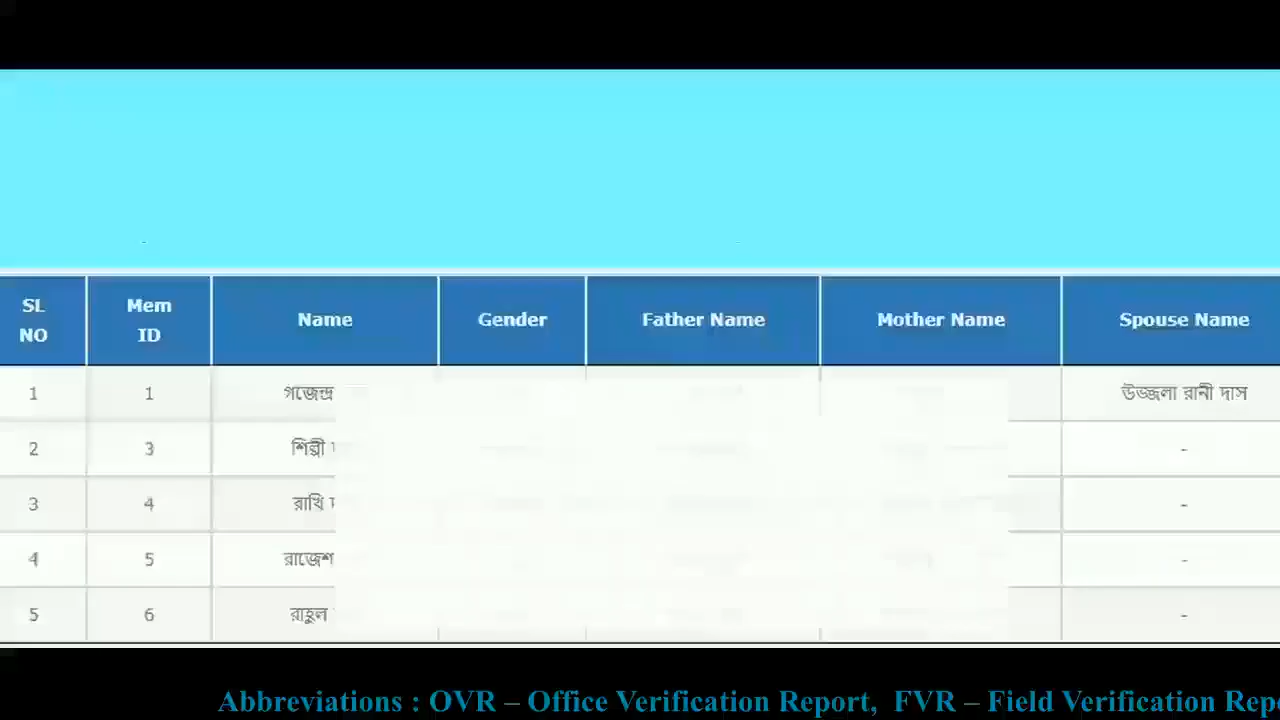 SL NO Mem ID Name Gender Father Name Mother Name Spouse Name
1 1 গজেন্দ্র উজ্জলা রানী দাস
2 3 শিল্পী -
3 4 রাখি -
4 5 রাজেশ -
5 6 রাহুল -
Abbreviations : OVR – Office Verification Report, FVR – Field Verification Repo